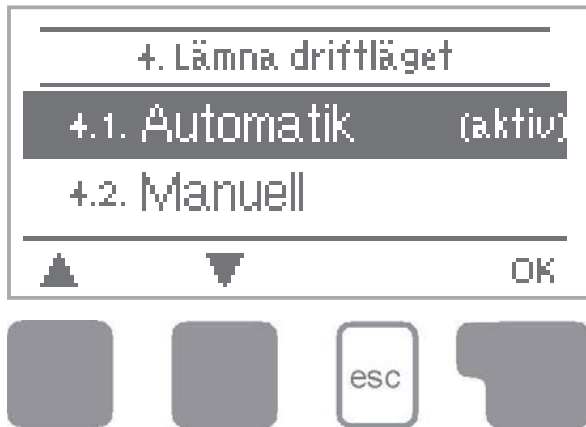 4. Lämna driftläget
4.1. Automatik (aktiv)
4.2. Manuell
OK
esc